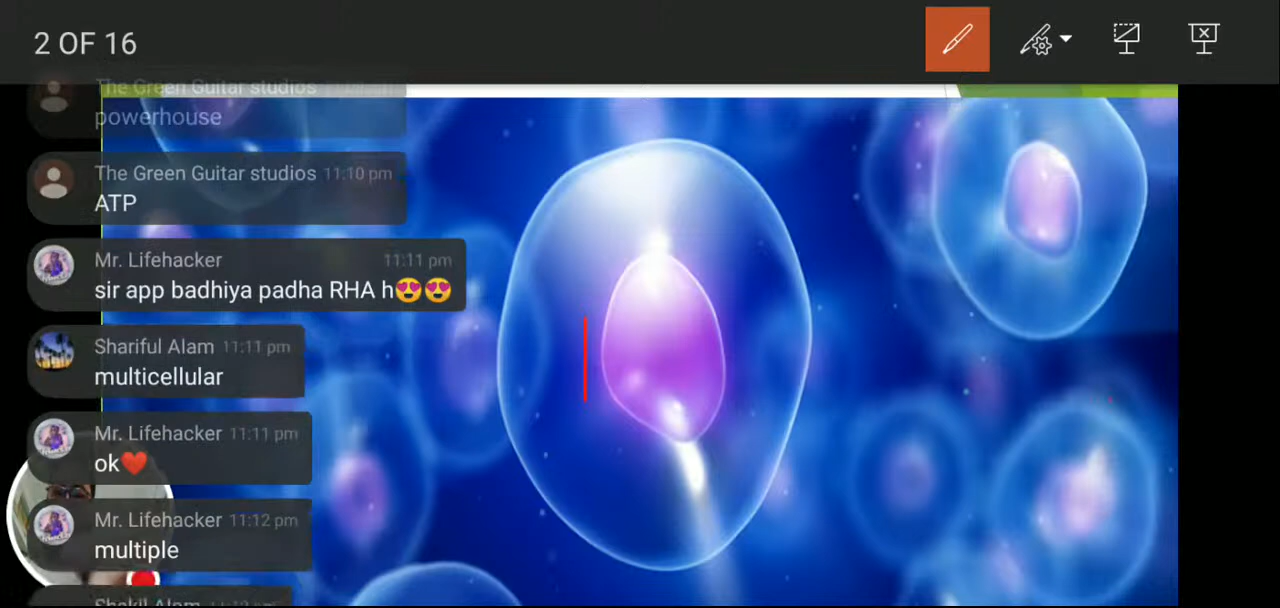 2 OF 16
The Green Guitar studios
powerhouse
The Green Guitar studios 11:10 pm
ATP
Mr. Lifehacker 11:11 pm
sir app badhiya padha RHA h😍😍
Shariful Alam 11:11 pm
multicellular
Mr. Lifehacker 11:11 pm
ok❤️
Mr. Lifehacker 11:12 pm
multiple
Shakil Alam